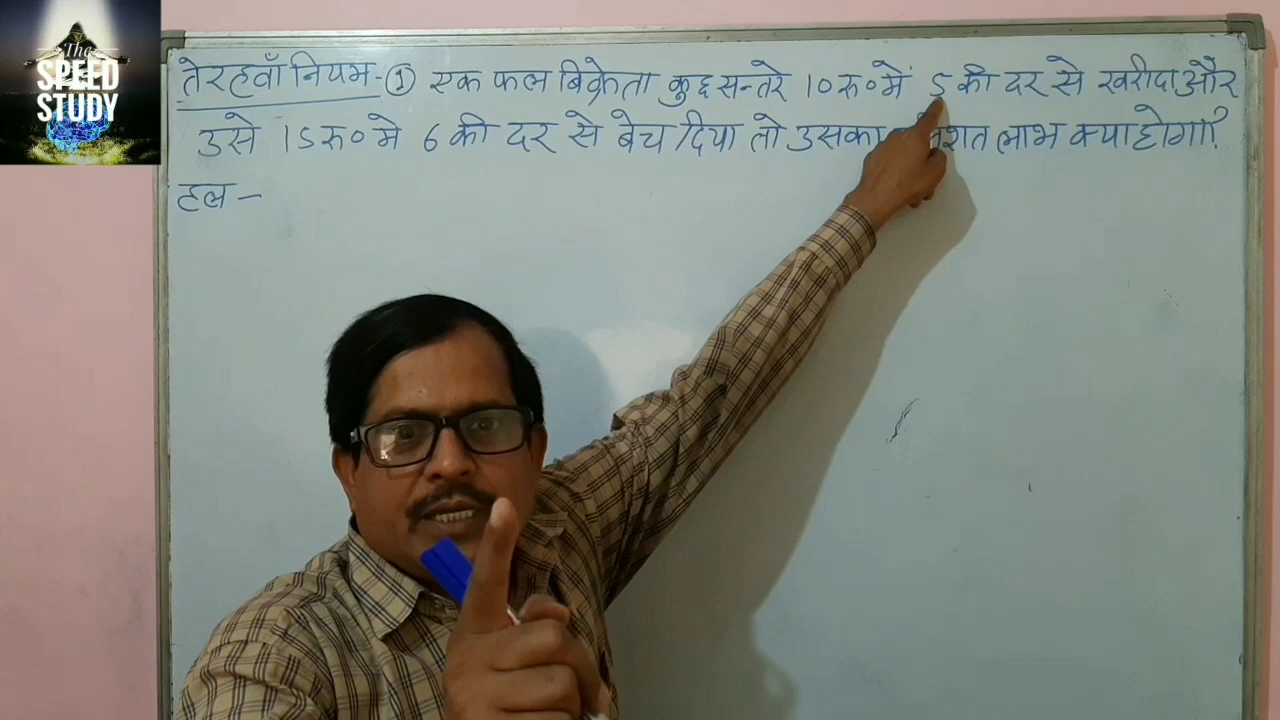 The
SPEED
STUDY
तेरहवाँ नियम - ① एक फल विक्रेता कुछ सन्तरे 10 रू० में 5 की दर से खरीदा और
उसे 15 रू० मे 6 की दर से बेच दिया तो उसका लाभ क्या होगा?
हल -